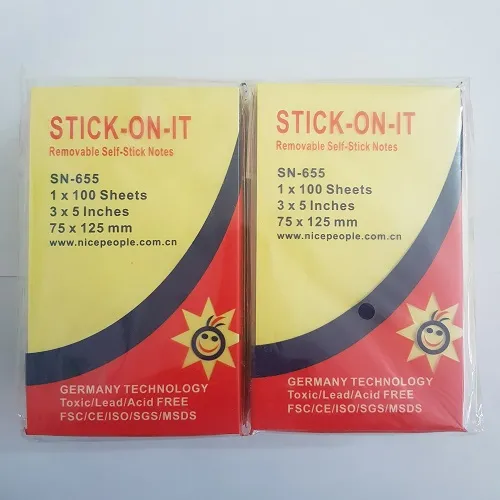 STICK-ON-IT
Removable Self-Stick Notes
SN-655
1 x 100 Sheets
3 x 5 Inches
75 x 125 mm
www.nicepeople.com.cn
GERMANY TECHNOLOGY
Toxic/Lead/Acid FREE
FSC/CE/ISO/SGS/MSDS
STICK-ON-IT
Removable Self-Stick Notes
SN-655
1 x 100 Sheets
3 x 5 Inches
75 x 125 mm
www.nicepeople.com.cn
GERMANY TECHNOLOGY
Toxic/Lead/Acid FREE
FSC/CE/ISO/SGS/MSDS